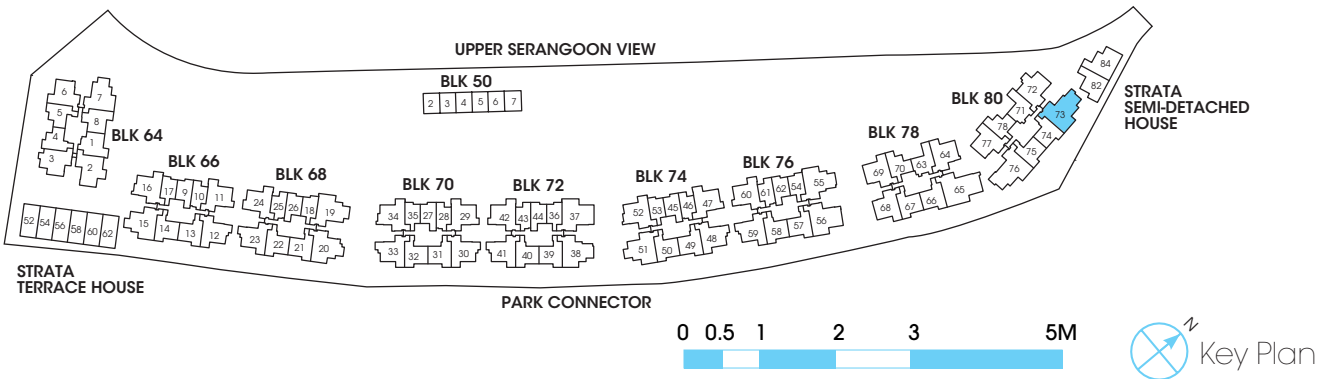 UPPER SERANGOON VIEW
BLK 50
2 3 4 5 6 7
BLK 64
6 7
5 8
4 1
3 2
BLK 66
16 17 9 10 11
15 14 13 12
BLK 68
24 25 26 18 19
23 22 21 20
BLK 70
34 35 27 28 29
33 32 31 30
BLK 72
42 43 44 36 37
41 40 39 38
BLK 74
52 53 45 46 47
51 50 49 48
BLK 76
60 61 62 54 55
59 58 57 56
BLK 78
69 70 63 64
68 67 66 65
BLK 80
72
71 73
78 74
77 75
76
84
82
STRATA
SEMI-DETACHED
HOUSE
52 54 56 58 60 62
STRATA
TERRACE HOUSE
PARK CONNECTOR
0 0.5 1 2 3 5M
N
Key Plan